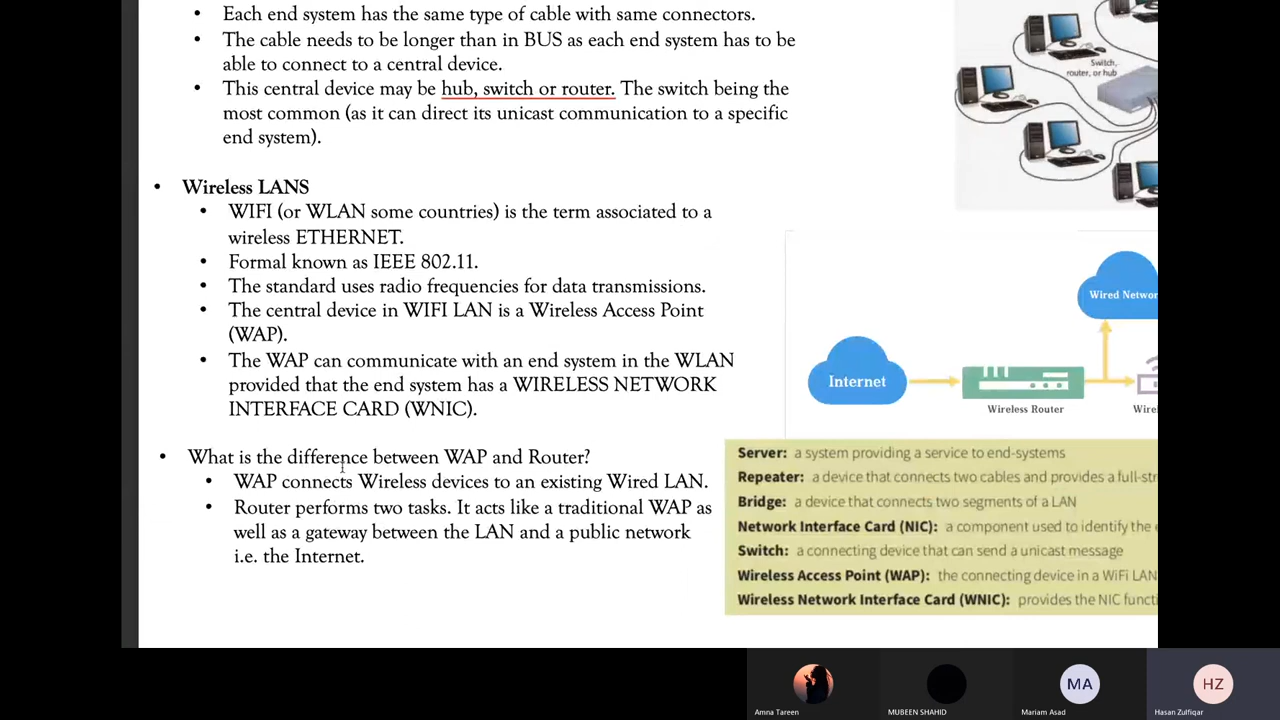 Each end system has the same type of cable with same connectors.
The cable needs to be longer than in BUS as each end system has to be
able to connect to a central device.
This central device may be hub, switch or router. The switch being the
most common (as it can direct its unicast communication to a specific
end system).
Switch,
router, or hub
Wireless LANS
WIFI (or WLAN some countries) is the term associated to a
wireless ETHERNET.
Formal known as IEEE 802.11.
The standard uses radio frequencies for data transmissions.
The central device in WIFI LAN is a Wireless Access Point
(WAP).
The WAP can communicate with an end system in the WLAN
provided that the end system has a WIRELESS NETWORK
INTERFACE CARD (WNIC).
Wired Networ
Internet
Wireless Router
Wire
What is the difference between WAP and Router?
WAP connects Wireless devices to an existing Wired LAN.
Router performs two tasks. It acts like a traditional WAP as
well as a gateway between the LAN and a public network
i.e. the Internet.
Server: a system providing a service to end-systems
Repeater: a device that connects two cables and provides a full-str
Bridge: a device that connects two segments of a LAN
Network Interface Card (NIC): a component used to identify the e
Switch: a connecting device that can send a unicast message
Wireless Access Point (WAP): the connecting device in a WiFi LAN
Wireless Network Interface Card (WNIC): provides the NIC functi
MA
HZ
Amna Tareen
MUBEEN SHAHID
Mariam Asad
Hasan Zulfiqar